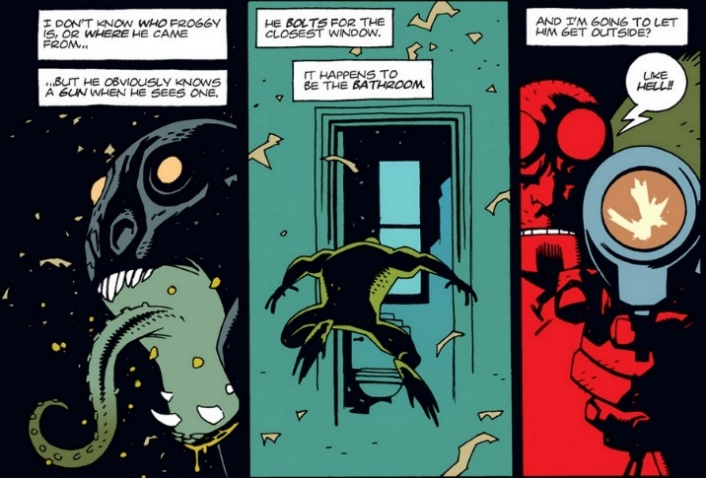 I DON'T KNOW WHO FROGGY
IS, OR WHERE HE CAME
FROM...
...BUT HE OBVIOUSLY KNOWS
A GUN WHEN HE SEES ONE.
HE BOLTS FOR THE
CLOSEST WINDOW.
IT HAPPENS TO
BE THE BATHROOM.
AND I'M GOING TO LET
HIM GET OUTSIDE?
LIKE
HELL!!